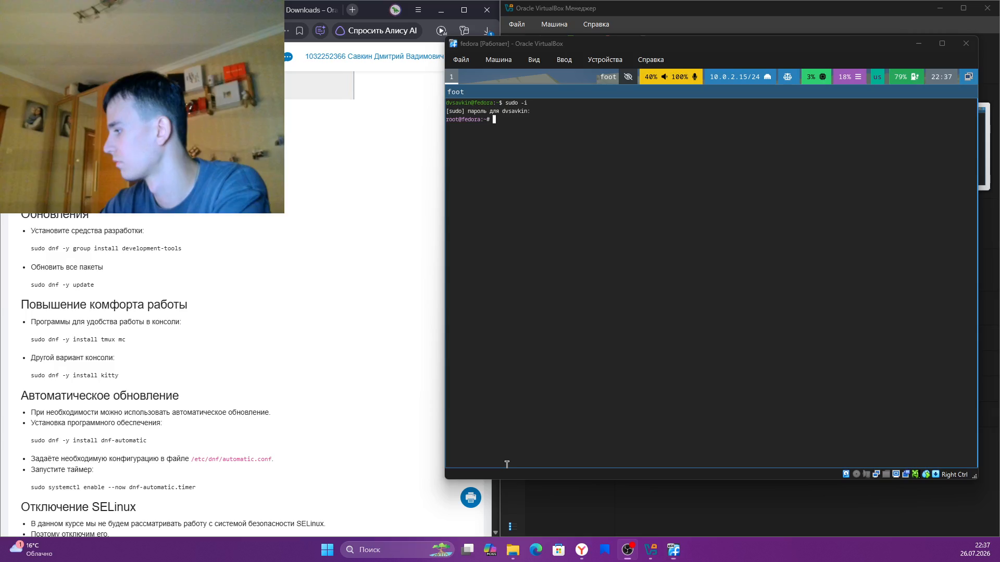 Downloads – Ora
Спросить Алису AI
1032252366 Савкин Дмитрий Вадимович
Обновления
Установите средства разработки:
sudo dnf -y group install development-tools
Обновить все пакеты
sudo dnf -y update
Повышение комфорта работы
Программы для удобства работы в консоли:
sudo dnf -y install tmux mc
Другой вариант консоли:
sudo dnf -y install kitty
Автоматическое обновление
При необходимости можно использовать автоматическое обновление.
Установка программного обеспечения:
sudo dnf -y install dnf-automatic
Задаёте необходимую конфигурацию в файле /etc/dnf/automatic.conf.
Запустите таймер:
sudo systemctl enable --now dnf-automatic.timer
Отключение SELinux
В данном курсе мы не будем рассматривать работу с системой безопасности SELinux.
Поэтому отключим его.
Oracle VirtualBox Менеджер
Файл Машина Справка
fedora [Работает] - Oracle VirtualBox
Файл Машина Вид Ввод Устройства Справка
1 foot 40% 100% 10.0.2.15/24 3% 18% us 79% 22:37
foot
dvsavkin@fedora:~$ sudo -i
[sudo] пароль для dvsavkin:
root@fedora:~#
Right Ctrl
1
16°C
Облачно
Поиск
M365
22:37
26.07.2026